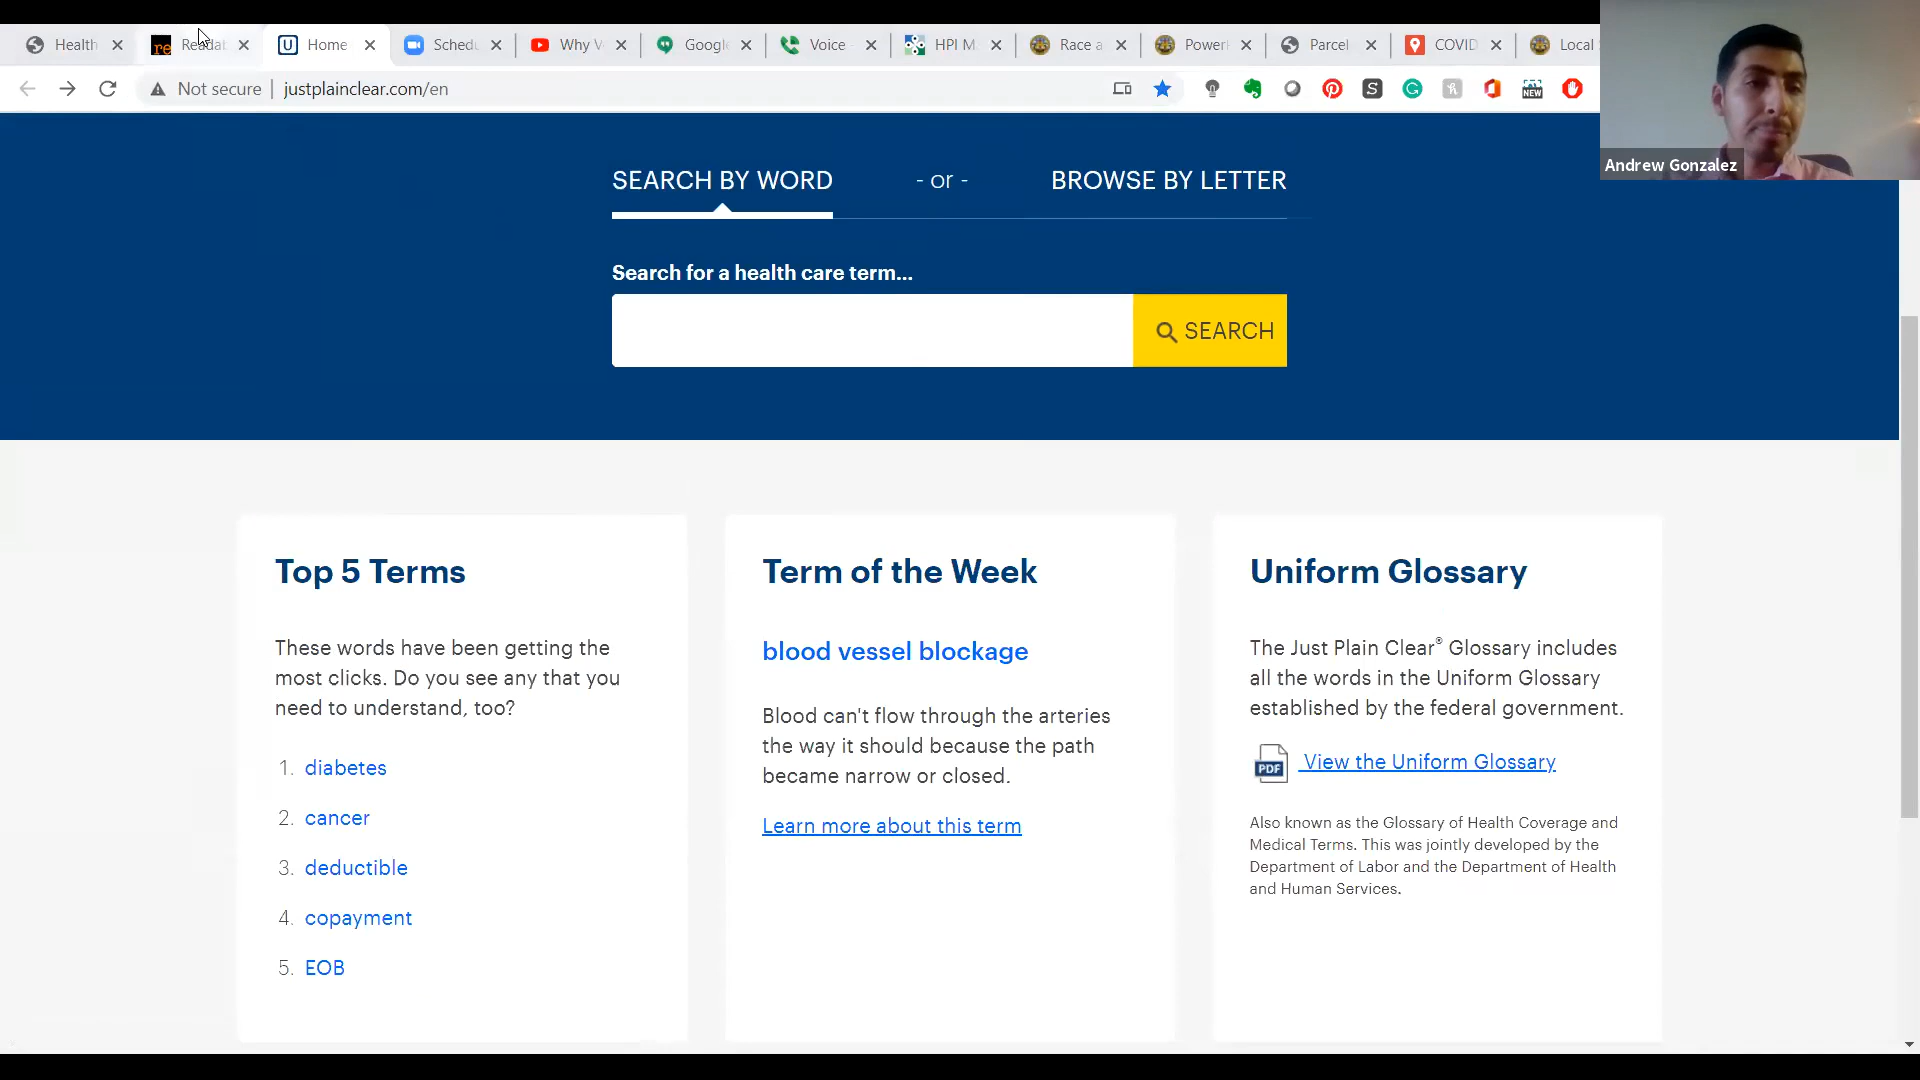 Health
Readab
Home
Schedu
Why V
Google
Voice
HPI M
Race a
Power
Parcel
COVID
Local
Not secure
justplainclear.com/en
NEW
Andrew Gonzalez
SEARCH BY WORD
- or -
BROWSE BY LETTER
Search for a health care term...
SEARCH
Top 5 Terms
These words have been getting the
most clicks. Do you see any that you
need to understand, too?
1. diabetes
2. cancer
3. deductible
4. copayment
5. EOB
Term of the Week
blood vessel blockage
Blood can't flow through the arteries
the way it should because the path
became narrow or closed.
Learn more about this term
Uniform Glossary
The Just Plain Clear® Glossary includes
all the words in the Uniform Glossary
established by the federal government.
PDF View the Uniform Glossary
Also known as the Glossary of Health Coverage and
Medical Terms. This was jointly developed by the
Department of Labor and the Department of Health
and Human Services.